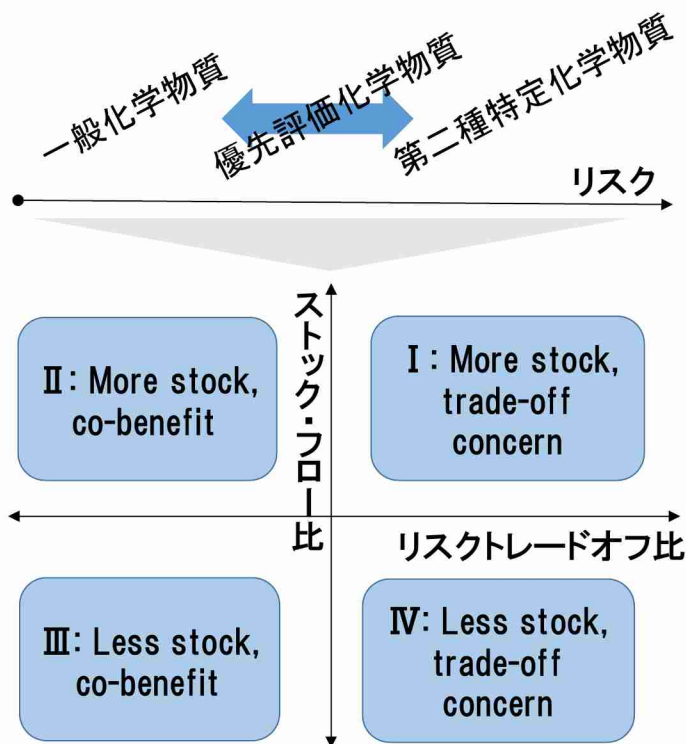 一般化学物質
優先評価化学物質
第二種特定化学物質
リスク
ストック・フロー比
Ⅱ: More stock,
co-benefit
Ⅰ: More stock,
trade-off
concern
リスクトレードオフ比
Ⅲ: Less stock,
co-benefit
Ⅳ: Less stock,
trade-off
concern